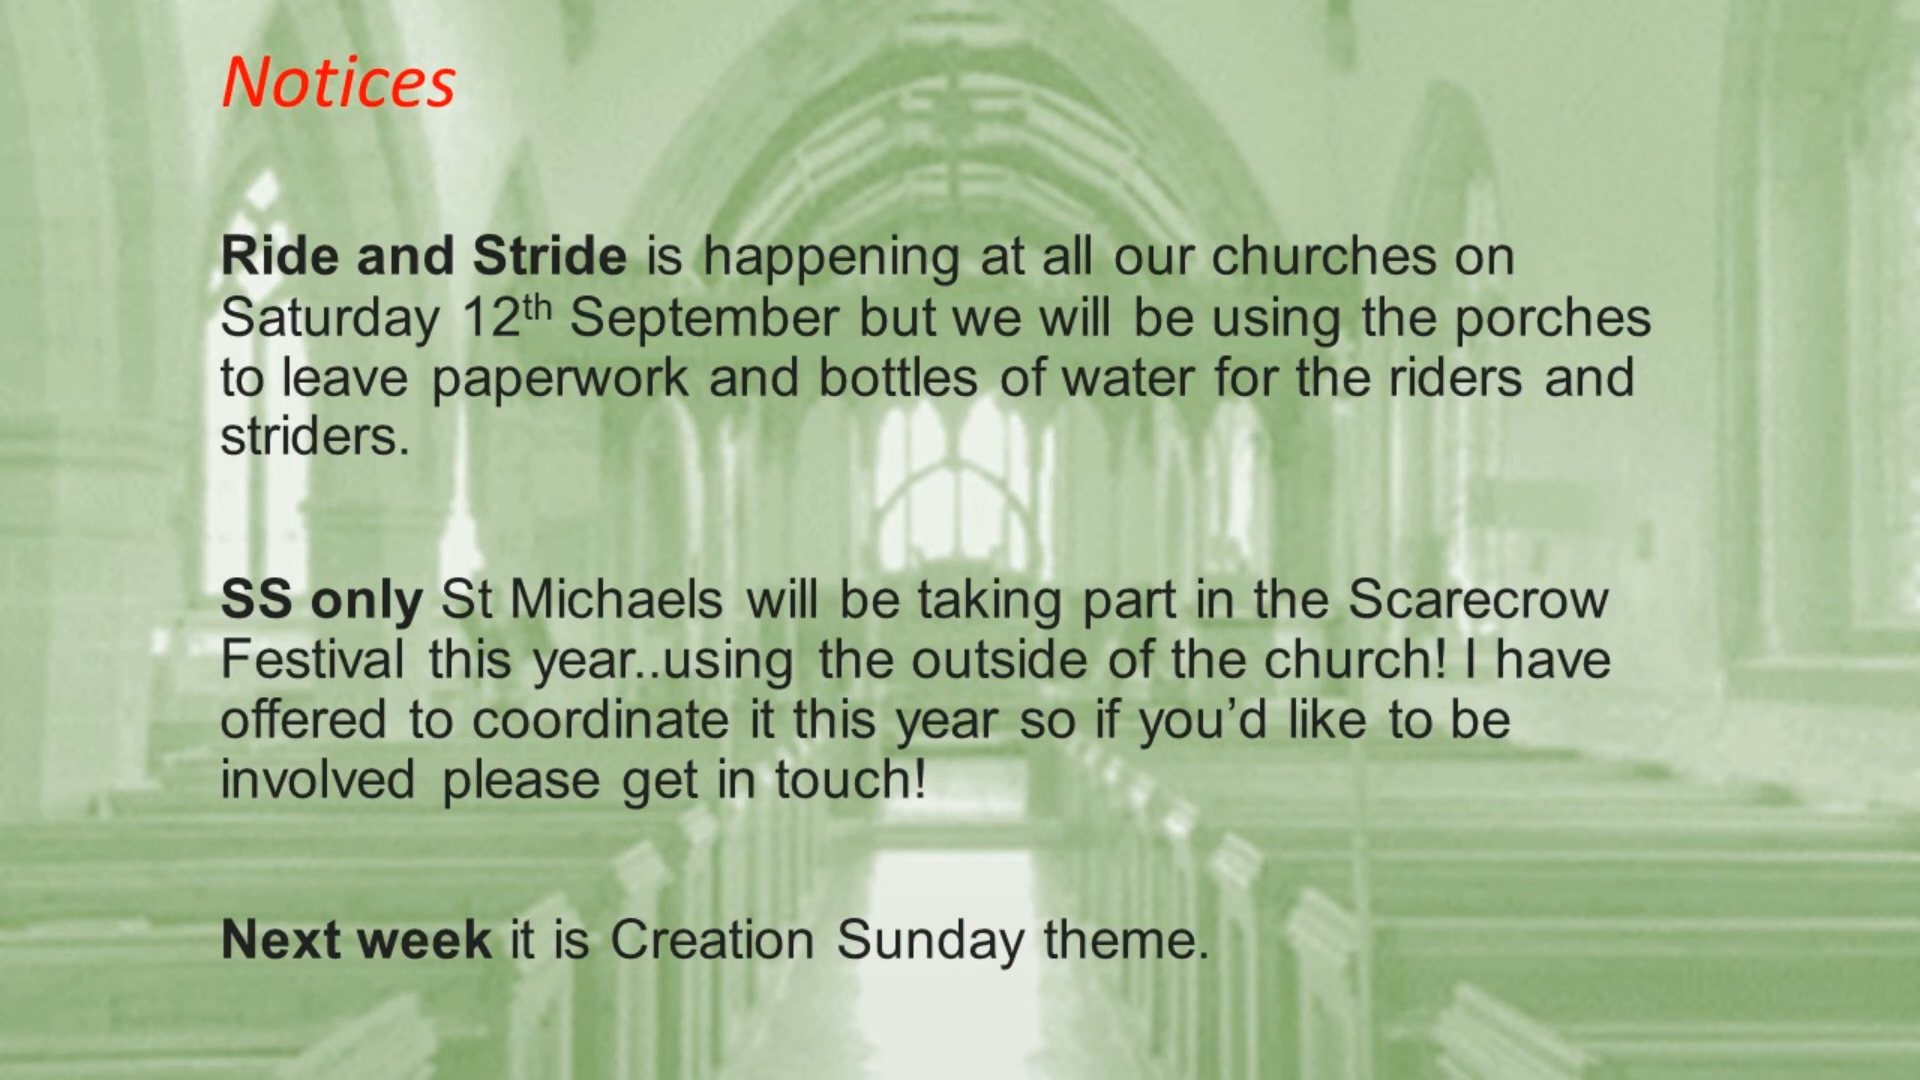 Notices
Ride and Stride is happening at all our churches on
Saturday 12th September but we will be using the porches
to leave paperwork and bottles of water for the riders and
striders.
SS only St Michaels will be taking part in the Scarecrow
Festival this year..using the outside of the church! I have
offered to coordinate it this year so if you’d like to be
involved please get in touch!
Next week it is Creation Sunday theme.